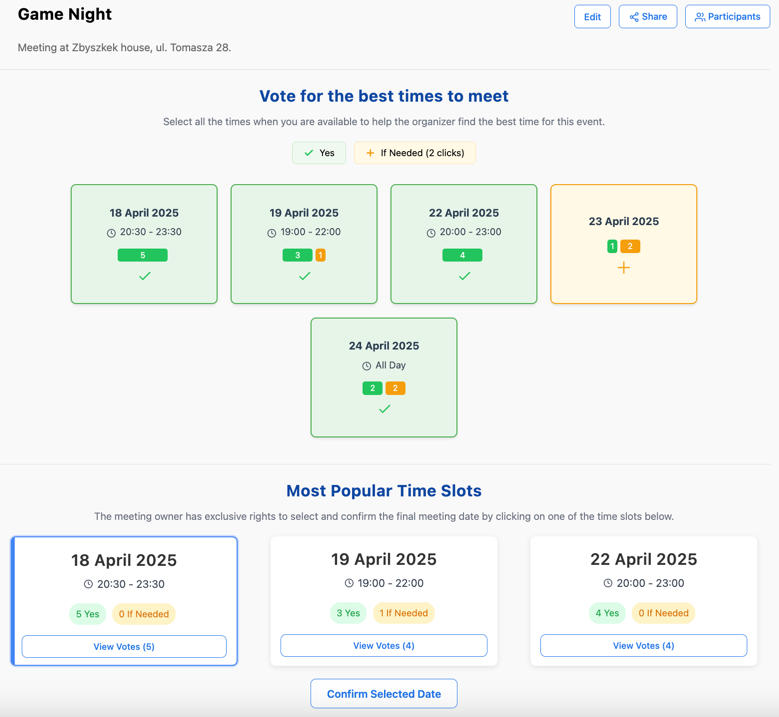 Game Night
Edit
Share
Participants
Meeting at Zbyszkek house, ul. Tomasza 28.
Vote for the best times to meet
Select all the times when you are available to help the organizer find the best time for this event.
Yes
If Needed (2 clicks)
18 April 2025
20:30 - 23:30
5
19 April 2025
19:00 - 22:00
3 1
22 April 2025
20:00 - 23:00
4
23 April 2025
1 2
24 April 2025
All Day
2 2
Most Popular Time Slots
The meeting owner has exclusive rights to select and confirm the final meeting date by clicking on one of the time slots below.
18 April 2025
20:30 - 23:30
5 Yes 0 If Needed
View Votes (5)
19 April 2025
19:00 - 22:00
3 Yes 1 If Needed
View Votes (4)
22 April 2025
20:00 - 23:00
4 Yes 0 If Needed
View Votes (4)
Confirm Selected Date